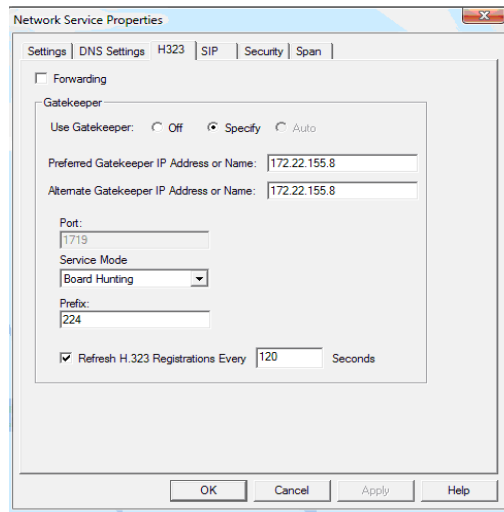 Network Service Properties
Settings DNS Settings H323 SIP Security Span
Forwarding
Gatekeeper
Use Gatekeeper: Off Specify Auto
Preferred Gatekeeper IP Address or Name: 172.22.155.8
Alternate Gatekeeper IP Address or Name: 172.22.155.8
Port:
1719
Service Mode
Board Hunting
Prefix:
224
Refresh H.323 Registrations Every 120 Seconds
OK Cancel Apply Help